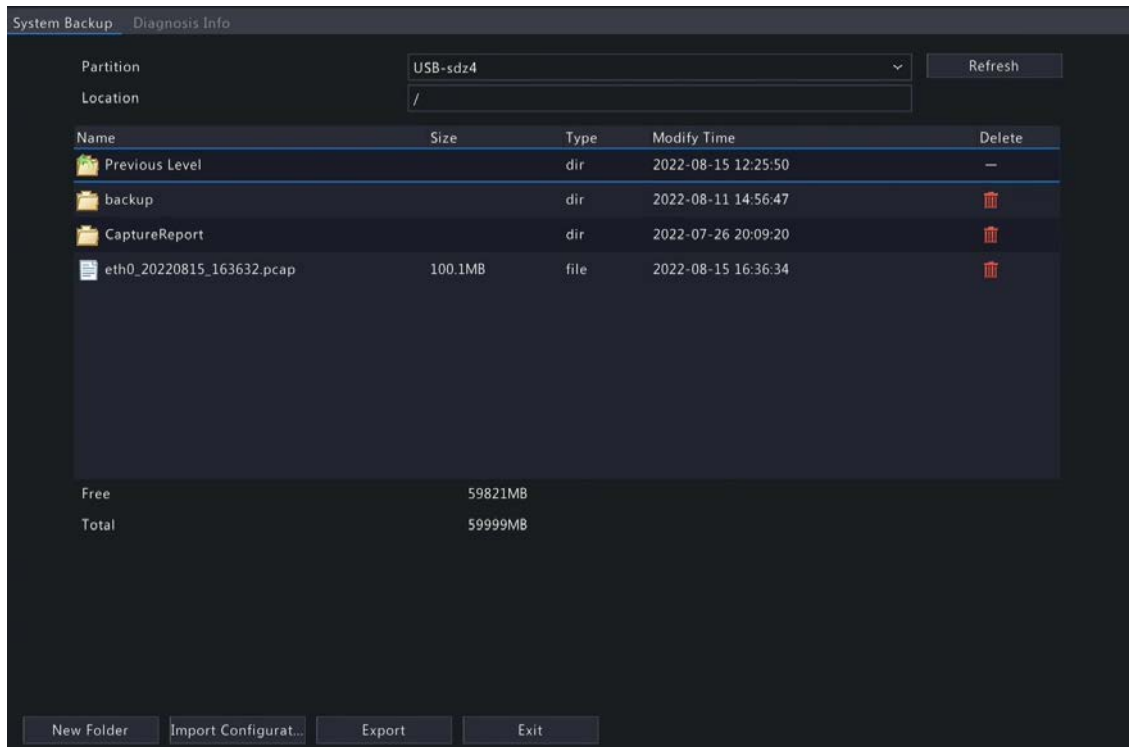 System Backup Diagnosis Info
Partition USB-sdz4 Refresh
Location /
Name Size Type Modify Time Delete
Previous Level dir 2022-08-15 12:25:50 —
backup dir 2022-08-11 14:56:47
CaptureReport dir 2022-07-26 20:09:20
eth0_20220815_163632.pcap 100.1MB file 2022-08-15 16:36:34
Free 59821MB
Total 59999MB
New Folder Import Configurat... Export Exit